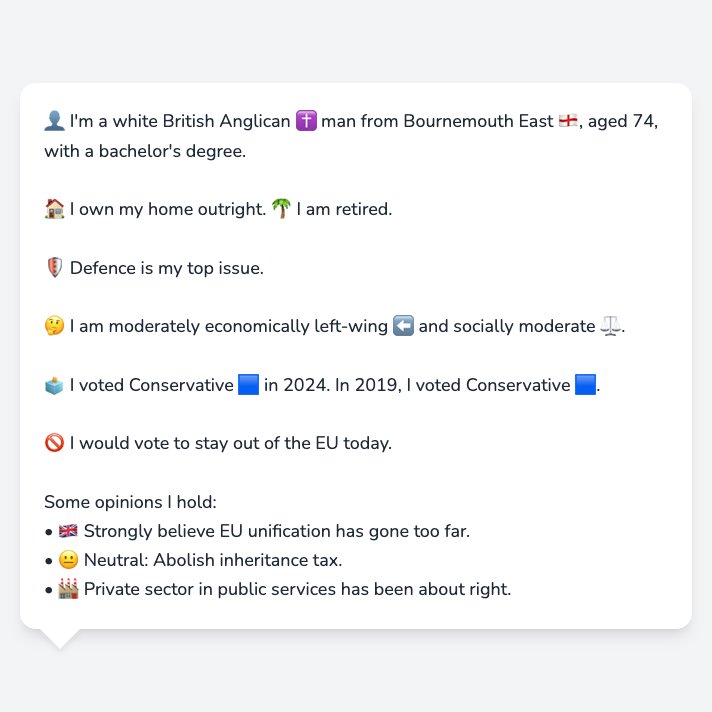 👤 I'm a white British Anglican ✝️ man from Bournemouth East 🏴󠁧󠁢󠁥󠁮󠁧󠁿, aged 74,
with a bachelor's degree.
🏠 I own my home outright. 🌴 I am retired.
🛡️ Defence is my top issue.
🤔 I am moderately economically left-wing ⬅️ and socially moderate ⚖️.
🗳️ I voted Conservative 🟦 in 2024. In 2019, I voted Conservative 🟦.
🚫 I would vote to stay out of the EU today.
Some opinions I hold:
• 🇬🇧 Strongly believe EU unification has gone too far.
• 😐 Neutral: Abolish inheritance tax.
• 🏭 Private sector in public services has been about right.